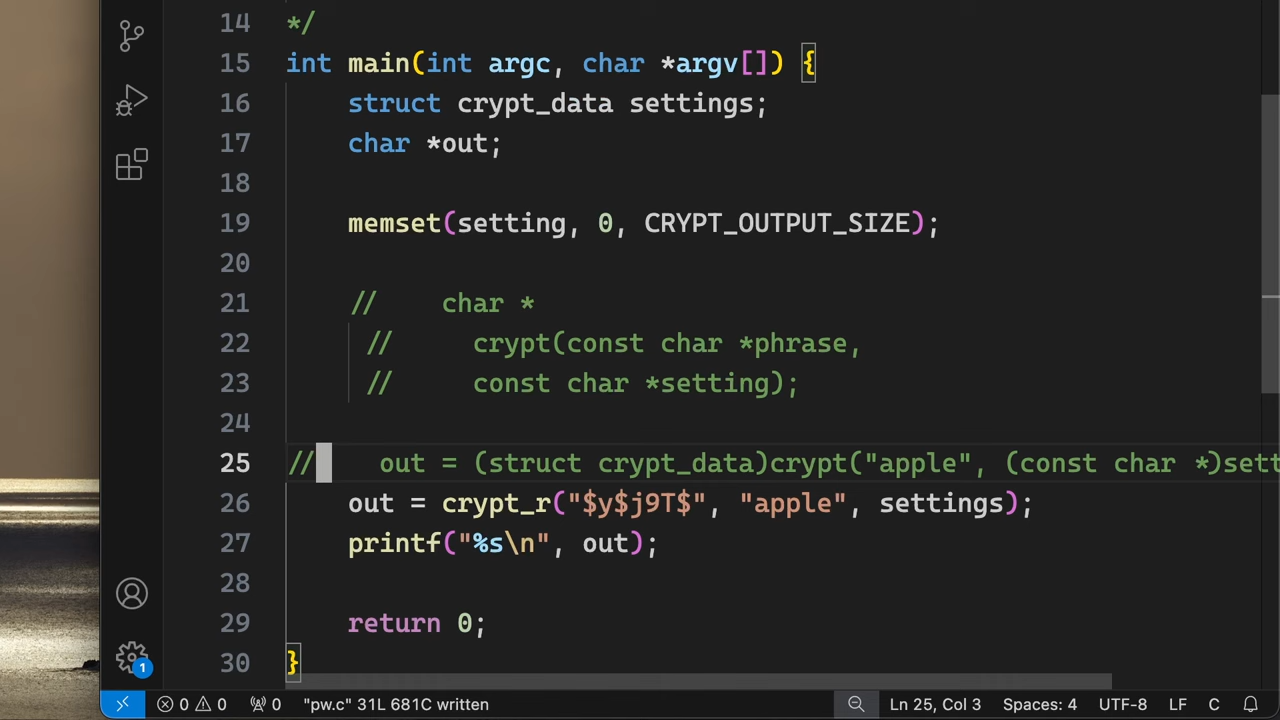 14 */
15 int main(int argc, char *argv[]) {
16 struct crypt_data settings;
17 char *out;
18
19 memset(setting, 0, CRYPT_OUTPUT_SIZE);
20
21 // char *
22 // crypt(const char *phrase,
23 // const char *setting);
24
25 // out = (struct crypt_data)crypt("apple", (const char *)sett
26 out = crypt_r("$y$j9T$", "apple", settings);
27 printf("%s\n", out);
28
29 return 0;
30 }
1
0 0 0 "pw.c" 31L 681C written Ln 25, Col 3 Spaces: 4 UTF-8 LF C